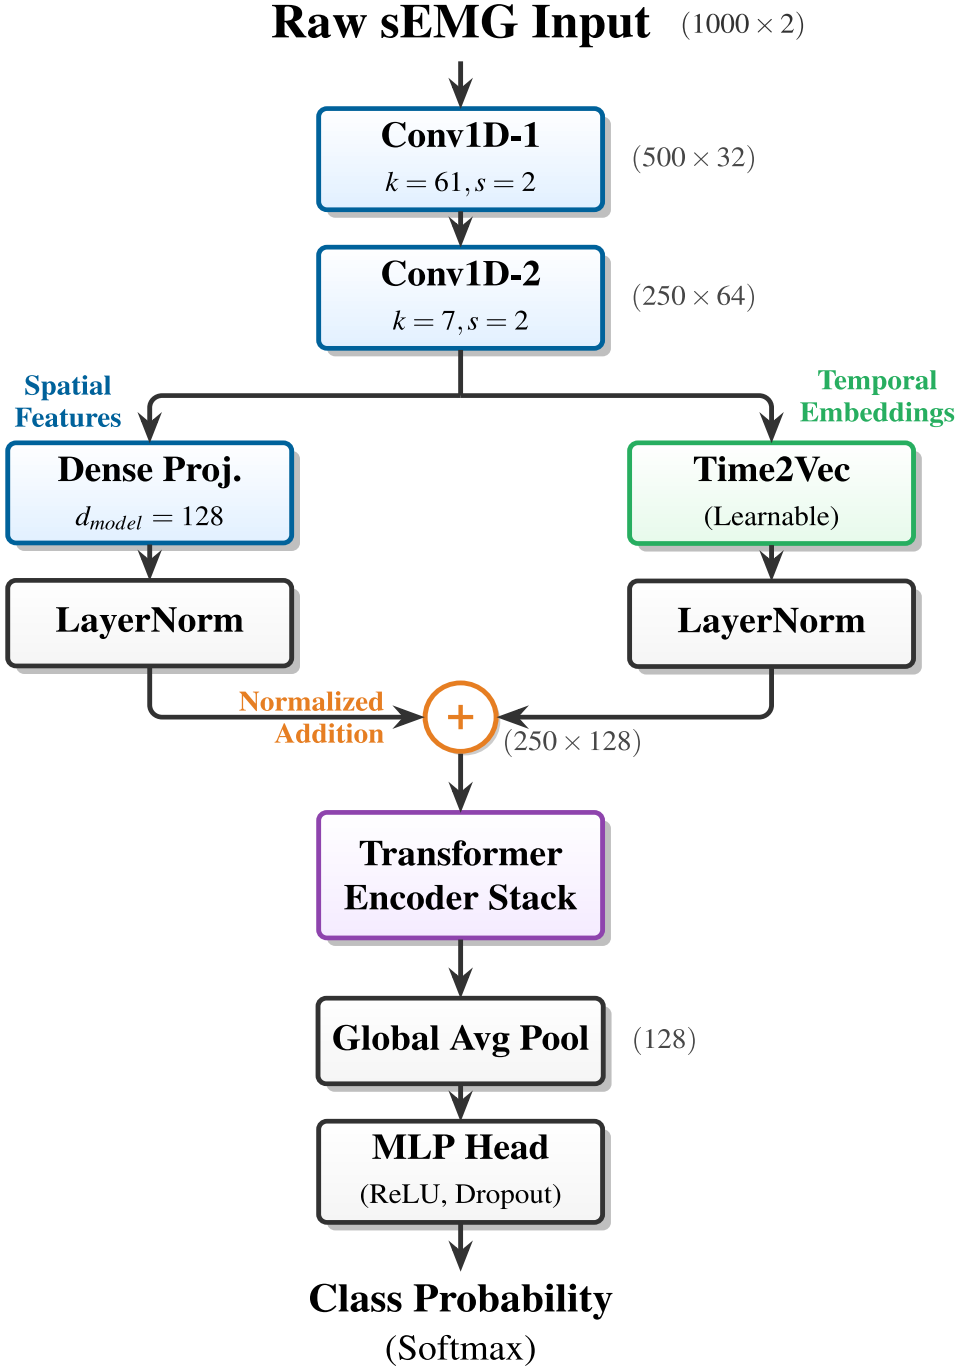 Raw sEMG Input (1000 × 2)
Conv1D-1
k = 61, s = 2
(500 × 32)
Conv1D-2
k = 7, s = 2
(250 × 64)
Spatial
Features
Temporal
Embeddings
Dense Proj.
d_model = 128
Time2Vec
(Learnable)
LayerNorm
LayerNorm
Normalized
Addition
+
(250 × 128)
Transformer
Encoder Stack
Global Avg Pool
(128)
MLP Head
(ReLU, Dropout)
Class Probability
(Softmax)